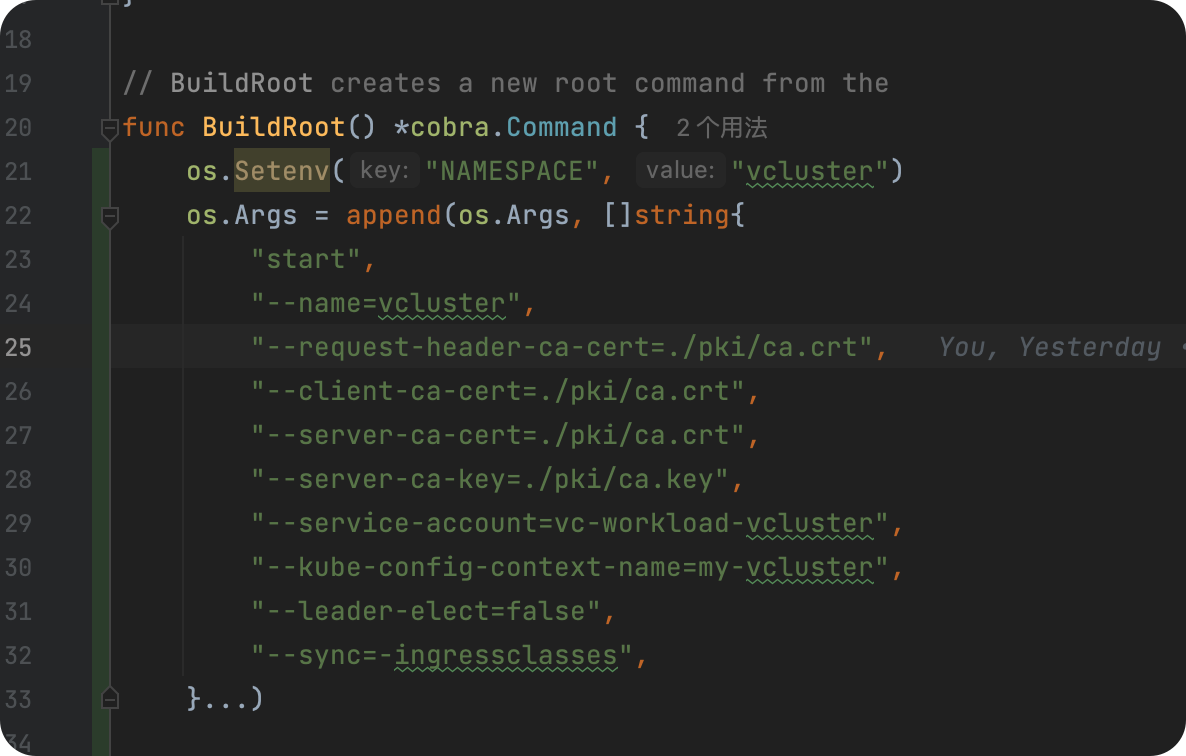 18
19 // BuildRoot creates a new root command from the
20 func BuildRoot() *cobra.Command { 2个用法
21 os.Setenv( key: "NAMESPACE", value: "vcluster")
22 os.Args = append(os.Args, []string{
23 "start",
24 "--name=vcluster",
25 "--request-header-ca-cert=./pki/ca.crt", You, Yesterday •
26 "--client-ca-cert=./pki/ca.crt",
27 "--server-ca-cert=./pki/ca.crt",
28 "--server-ca-key=./pki/ca.key",
29 "--service-account=vc-workload-vcluster",
30 "--kube-config-context-name=my-vcluster",
31 "--leader-elect=false",
32 "--sync=-ingressclasses",
33 }...)
34